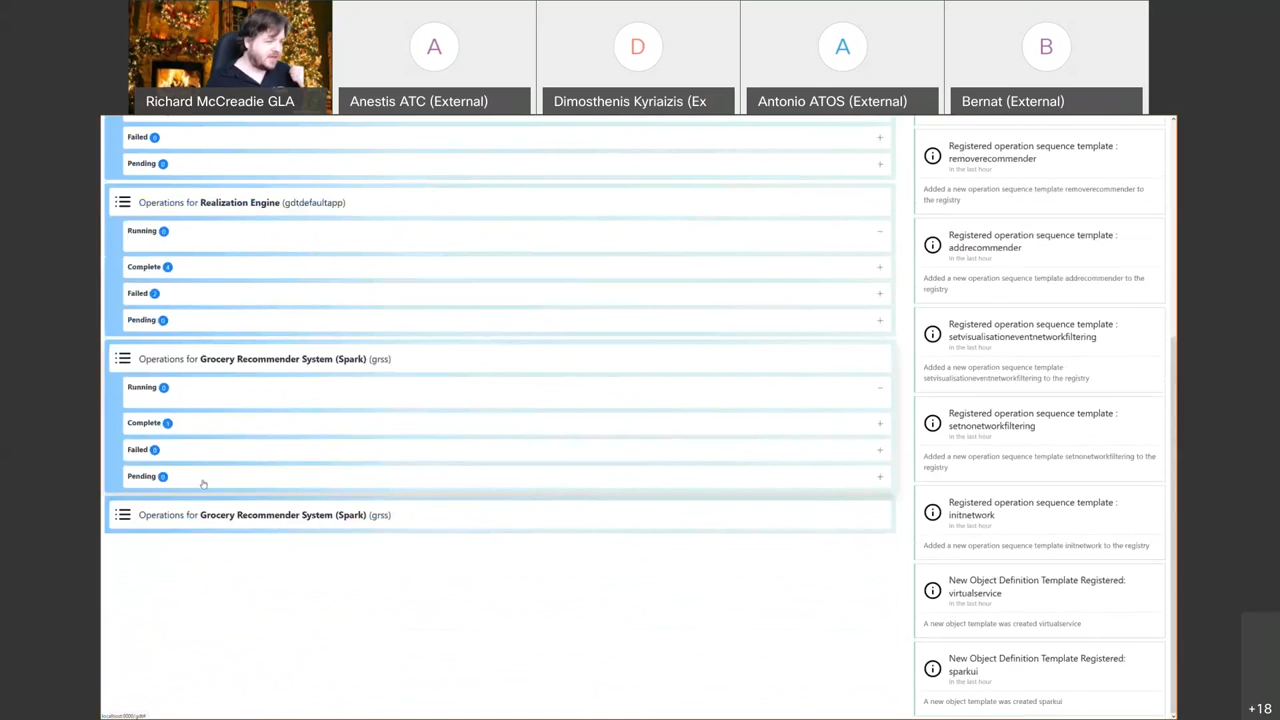 A
D
A
B
Richard McCreadie GLA
Anestis ATC (External)
Dimosthenis Kyriaizis (Ex
Antonio ATOS (External)
Bernat (External)
Failed 0
+
Pending 0
+
Operations for Realization Engine (gdtdefaultapp)
Running 0
−
Complete 4
+
Failed 2
+
Pending 0
+
Operations for Grocery Recommender System (Spark) (grss)
Running 0
−
Complete 1
+
Failed 0
+
Pending 0
+
Operations for Grocery Recommender System (Spark) (grss)
Registered operation sequence template :
removerecommender
in the last hour
Added a new operation sequence template removerecommender to
the registry
Registered operation sequence template :
addrecommender
in the last hour
Added a new operation sequence template addrecommender to the
registry
Registered operation sequence template :
setvisualisationeventnetworkfiltering
in the last hour
Added a new operation sequence template
setvisualisationeventnetworkfiltering to the registry
Registered operation sequence template :
setnonetworkfiltering
in the last hour
Added a new operation sequence template setnonetworkfiltering to the
registry
Registered operation sequence template :
initnetwork
in the last hour
Added a new operation sequence template initnetwork to the registry
New Object Definition Template Registered:
virtualservice
in the last hour
A new object template was created virtualservice
New Object Definition Template Registered:
sparkui
in the last hour
A new object template was created sparkui
+18